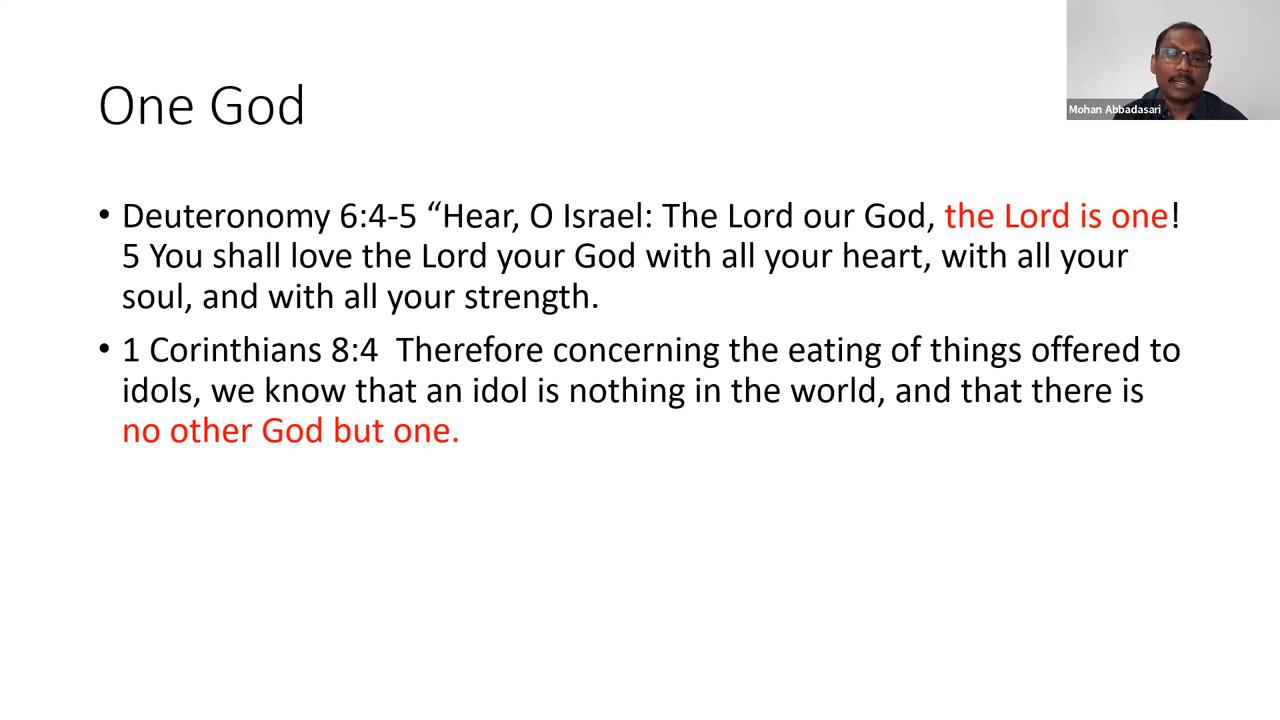 One God
Mohan Abbadasari
• Deuteronomy 6:4-5 “Hear, O Israel: The Lord our God, the Lord is one!
5 You shall love the Lord your God with all your heart, with all your
soul, and with all your strength.
• 1 Corinthians 8:4  Therefore concerning the eating of things offered to
idols, we know that an idol is nothing in the world, and that there is
no other God but one.